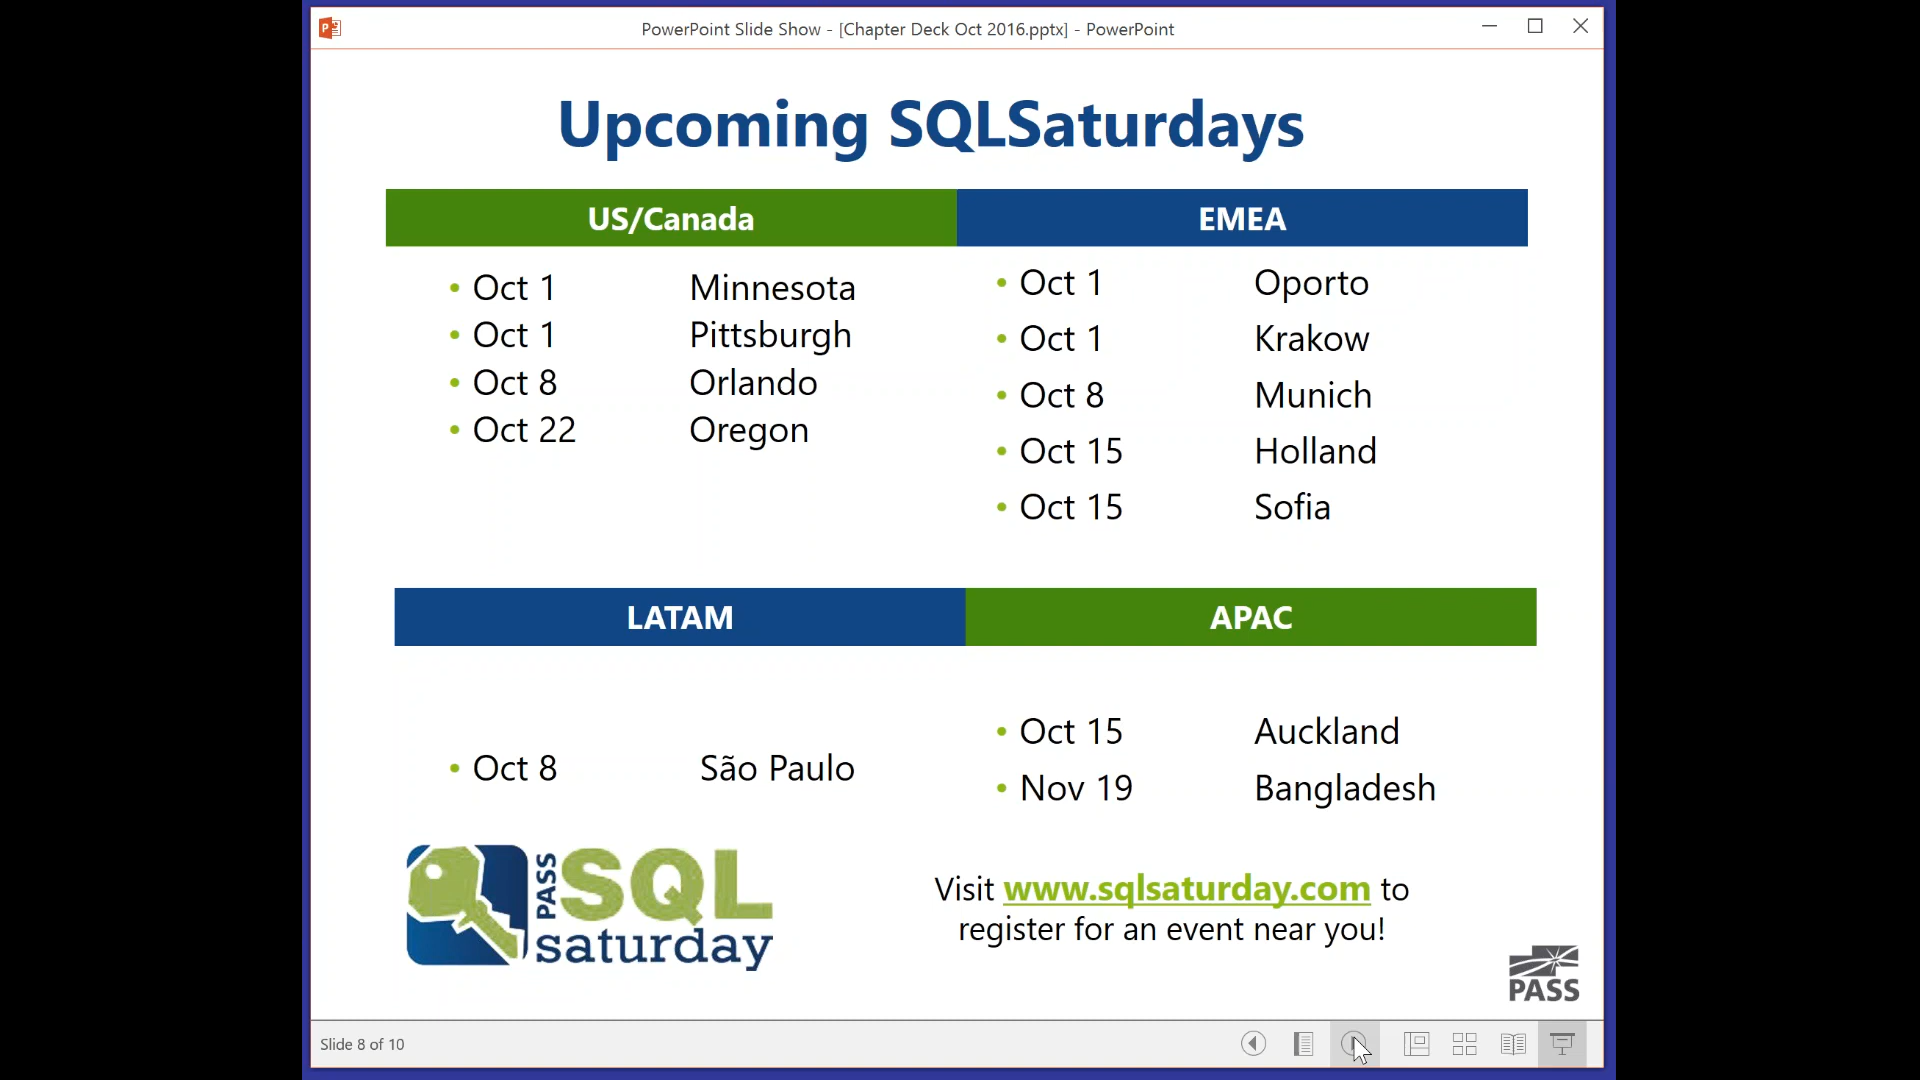 PowerPoint Slide Show - [Chapter Deck Oct 2016.pptx] - PowerPoint
Upcoming SQLSaturdays
US/Canada
• Oct 1 Minnesota
• Oct 1 Pittsburgh
• Oct 8 Orlando
• Oct 22 Oregon
EMEA
• Oct 1 Oporto
• Oct 1 Krakow
• Oct 8 Munich
• Oct 15 Holland
• Oct 15 Sofia
LATAM
• Oct 8 São Paulo
APAC
• Oct 15 Auckland
• Nov 19 Bangladesh
PASS
SQL
saturday
Visit www.sqlsaturday.com to
register for an event near you!
PASS
Slide 8 of 10